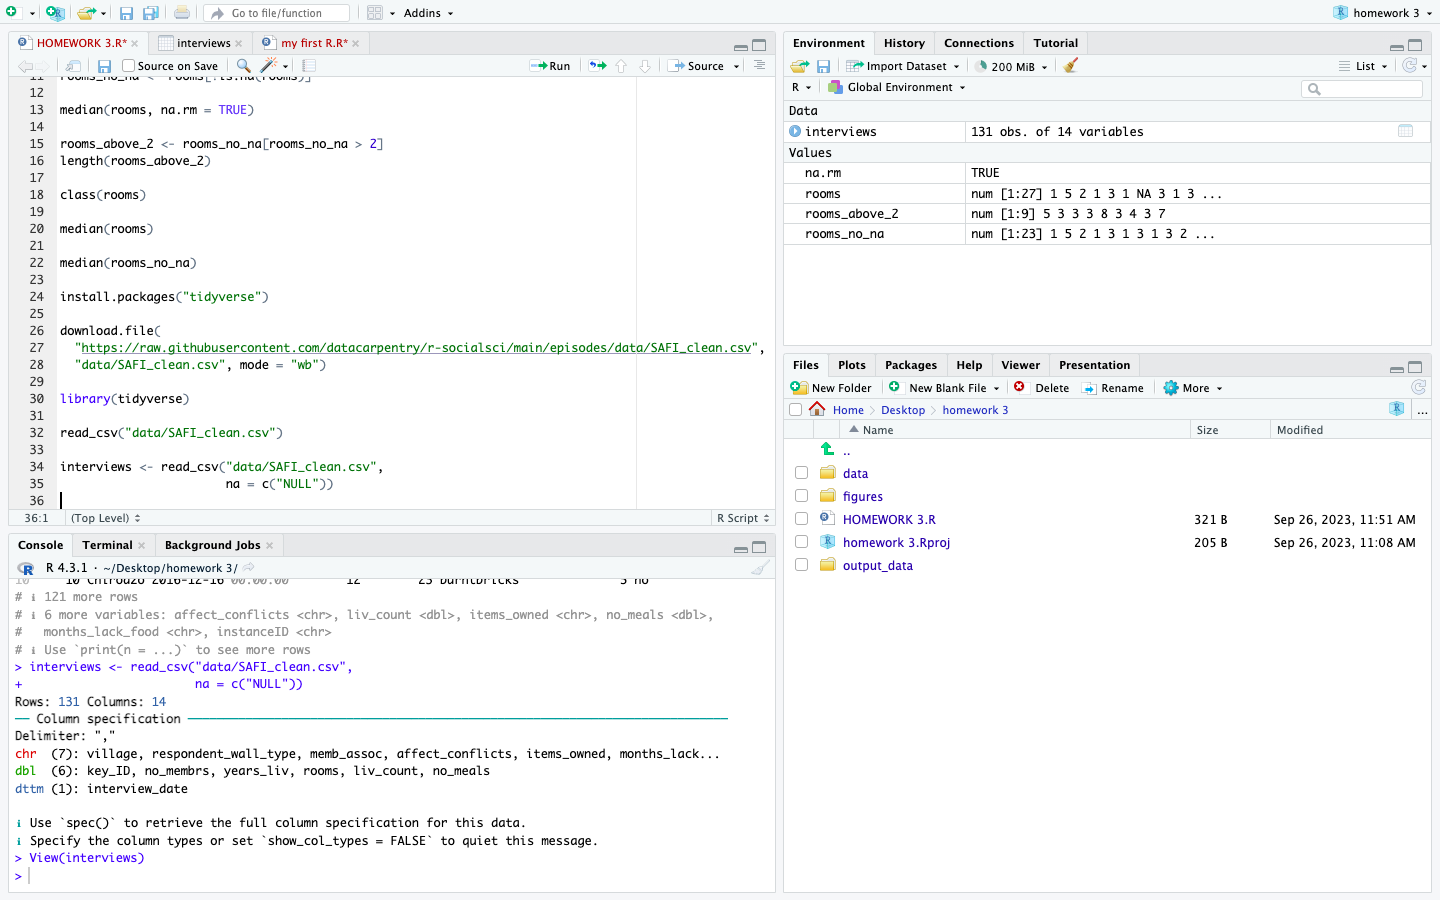 Go to file/function
Addins
homework 3
HOMEWORK 3.R*
interviews
my first R.R*
Source on Save
Run
Source
12
13 median(rooms, na.rm = TRUE)
14
15 rooms_above_2 <- rooms_no_na[rooms_no_na > 2]
16 length(rooms_above_2)
17
18 class(rooms)
19
20 median(rooms)
21
22 median(rooms_no_na)
23
24 install.packages("tidyverse")
25
26 download.file(
27 "https://raw.githubusercontent.com/datacarpentry/r-socialsci/main/episodes/data/SAFI_clean.csv",
28 "data/SAFI_clean.csv", mode = "wb")
29
30 library(tidyverse)
31
32 read_csv("data/SAFI_clean.csv")
33
34 interviews <- read_csv("data/SAFI_clean.csv",
35 na = c("NULL"))
36
36:1 (Top Level) R Script
Console Terminal Background Jobs
R 4.3.1 · ~/Desktop/homework 3/
# ℹ 121 more rows
# ℹ 6 more variables: affect_conflicts <chr>, liv_count <dbl>, items_owned <chr>, no_meals <dbl>,
# months_lack_food <chr>, instanceID <chr>
# ℹ Use `print(n = ...)` to see more rows
> interviews <- read_csv("data/SAFI_clean.csv",
+ na = c("NULL"))
Rows: 131 Columns: 14
── Column specification ──
Delimiter: ","
chr (7): village, respondent_wall_type, memb_assoc, affect_conflicts, items_owned, months_lack...
dbl (6): key_ID, no_membrs, years_liv, rooms, liv_count, no_meals
dttm (1): interview_date
ℹ Use `spec()` to retrieve the full column specification for this data.
ℹ Specify the column types or set `show_col_types = FALSE` to quiet this message.
> View(interviews)
>
Environment History Connections Tutorial
Import Dataset 200 MiB List
R Global Environment
Data
interviews 131 obs. of 14 variables
Values
na.rm TRUE
rooms num [1:27] 1 5 2 1 3 1 NA 3 1 3 ...
rooms_above_2 num [1:9] 5 3 3 3 8 3 4 3 7
rooms_no_na num [1:23] 1 5 2 1 3 1 3 1 3 2 ...
Files Plots Packages Help Viewer Presentation
New Folder New Blank File Delete Rename More
Home Desktop homework 3 ...
Name Size Modified
..
data
figures
HOMEWORK 3.R 321 B Sep 26, 2023, 11:51 AM
homework 3.Rproj 205 B Sep 26, 2023, 11:08 AM
output_data